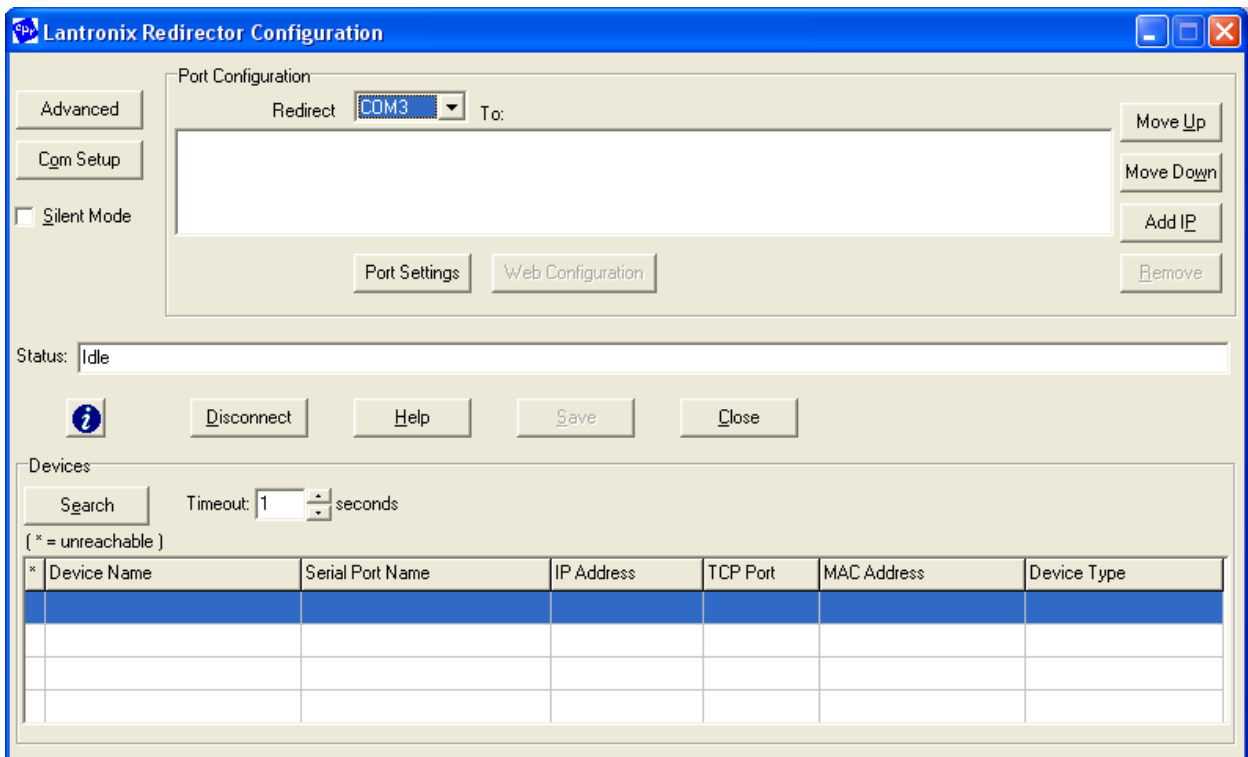 CPR Lantronix Redirector Configuration
Port Configuration
Advanced
Redirect COM3 To:
Move Up
Com Setup
Move Down
Silent Mode
Add IP
Port Settings Web Configuration Remove
Status: Idle
i Disconnect Help Save Close
Devices
Search Timeout: 1 seconds
( * = unreachable )
* Device Name Serial Port Name IP Address TCP Port MAC Address Device Type